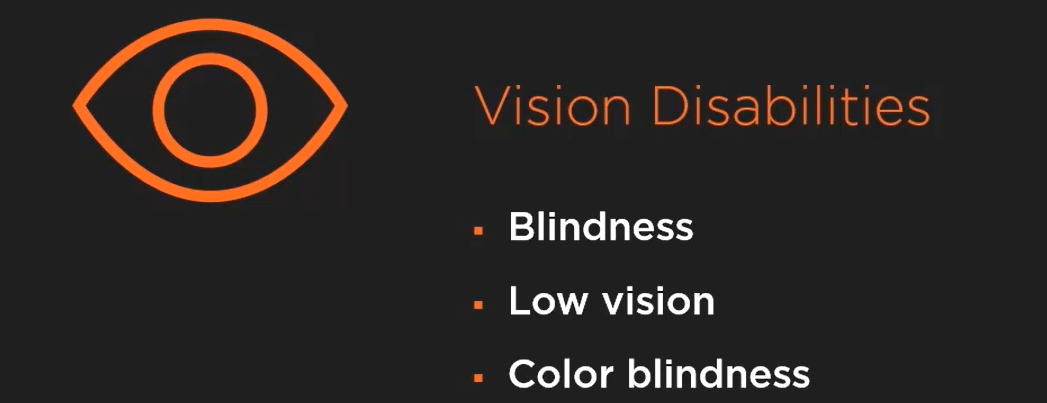 Vision Disabilities
Blindness
Low vision
Color blindness